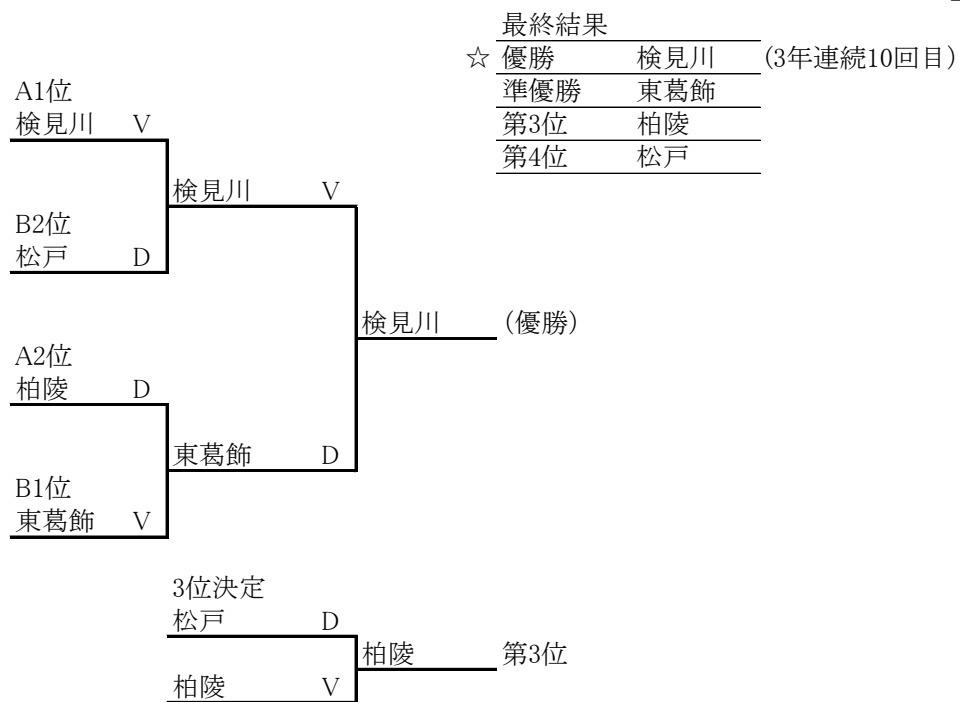 最終結果
☆ 優勝 検見川 (3年連続10回目)
準優勝 東葛飾
第3位 柏陵
第4位 松戸
A1位
検見川 V
検見川 V
B2位
松戸 D
検見川 (優勝)
A2位
柏陵 D
東葛飾 D
B1位
東葛飾 V
3位決定
松戸 D
柏陵 第3位
柏陵 V